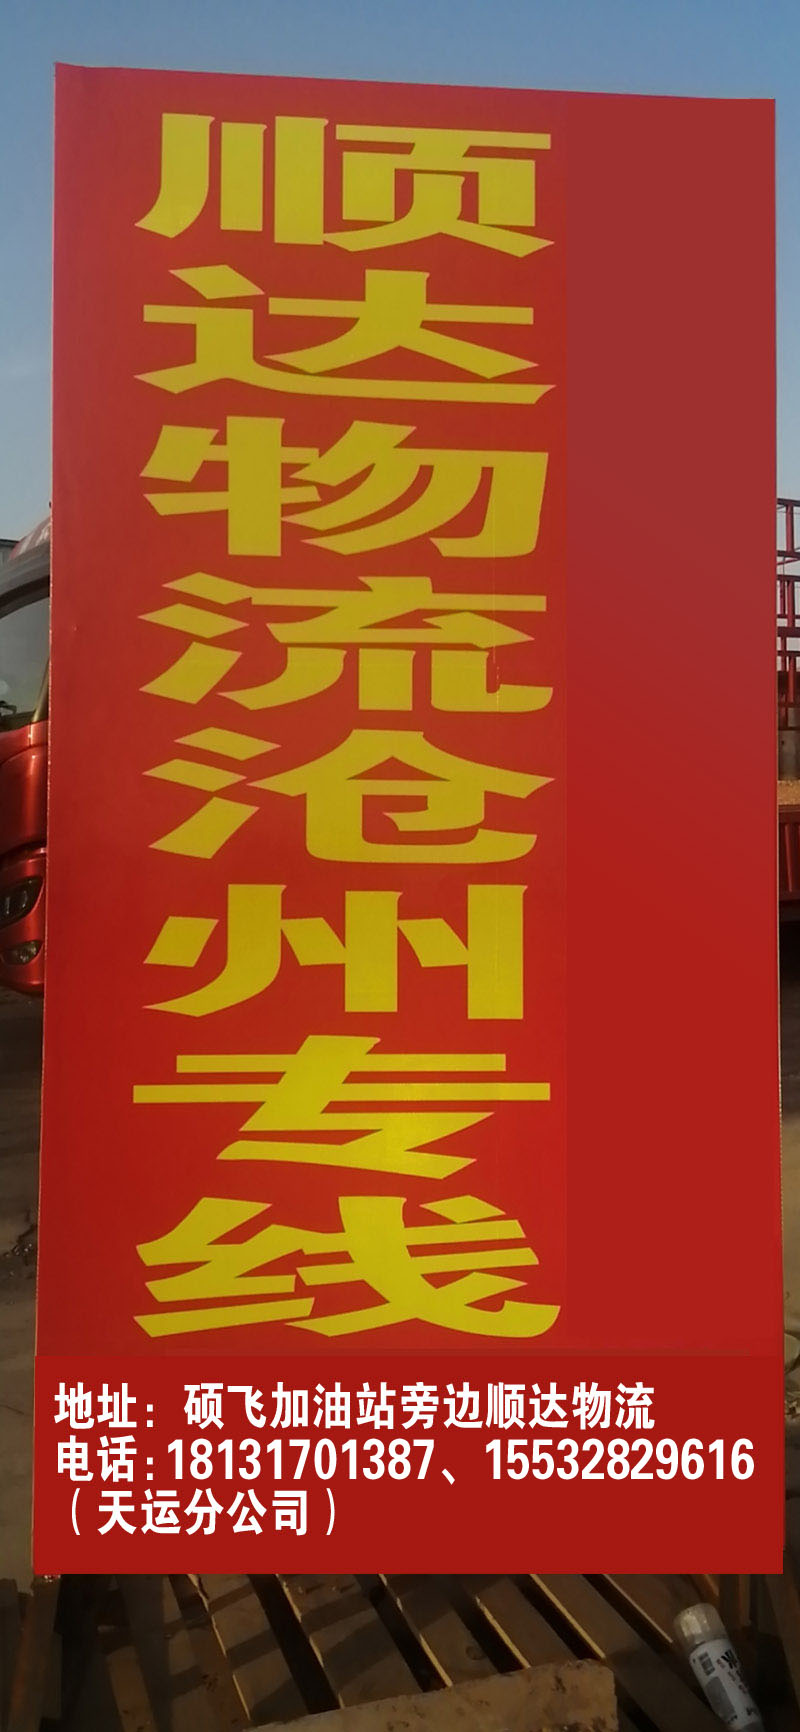 顺达物流沧州专线
地址：硕飞加油站旁边顺达物流
电话:18131701387、15532829616
（天运分公司）